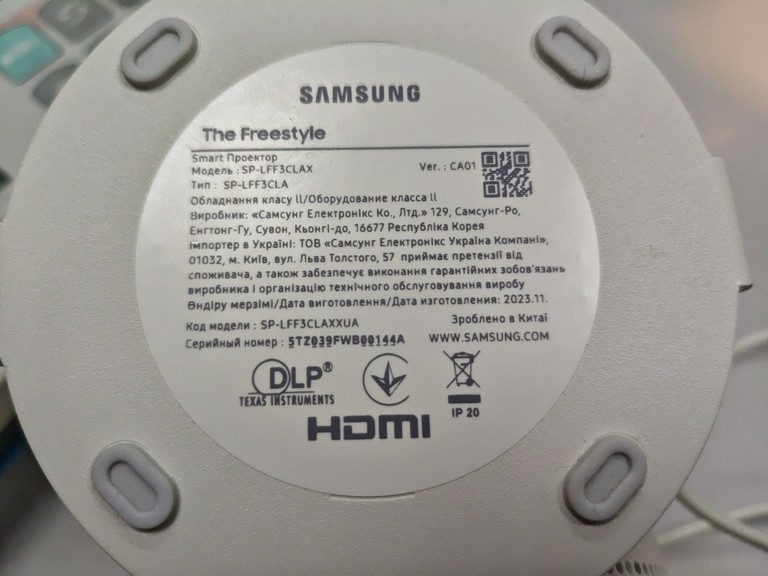 SAMSUNG
The Freestyle
Smart Проектор
Модель : SP-LFF3CLAX Ver. : CA01
Тип : SP-LFF3CLA
Обладнання класу II/Оборудование класса II
Виробник: «Самсунг Електронікс Ко., Лтд.» 129, Самсунг-Ро,
Енгтонг-Гу, Сувон, Кьонгі-до, 16677 Республіка Корея
Імпортер в Україні: ТОВ «Самсунг Електронікс Україна Компані»,
01032, м. Київ, вул. Льва Толстого, 57 приймає претензії від
споживача, а також забезпечує виконання гарантійних зобов'язань
виробника і організацію технічного обслуговування виробу
Өндіру мерзімі/Дата виготовлення/Дата изготовления: 2023.11.
Код модели : SP-LFF3CLAXXUA Зроблено в Китаї
Серийный номер : 5TZ039FWB00144A WWW.SAMSUNG.COM
DLP®
TEXAS INSTRUMENTS
IP 20
HDMI